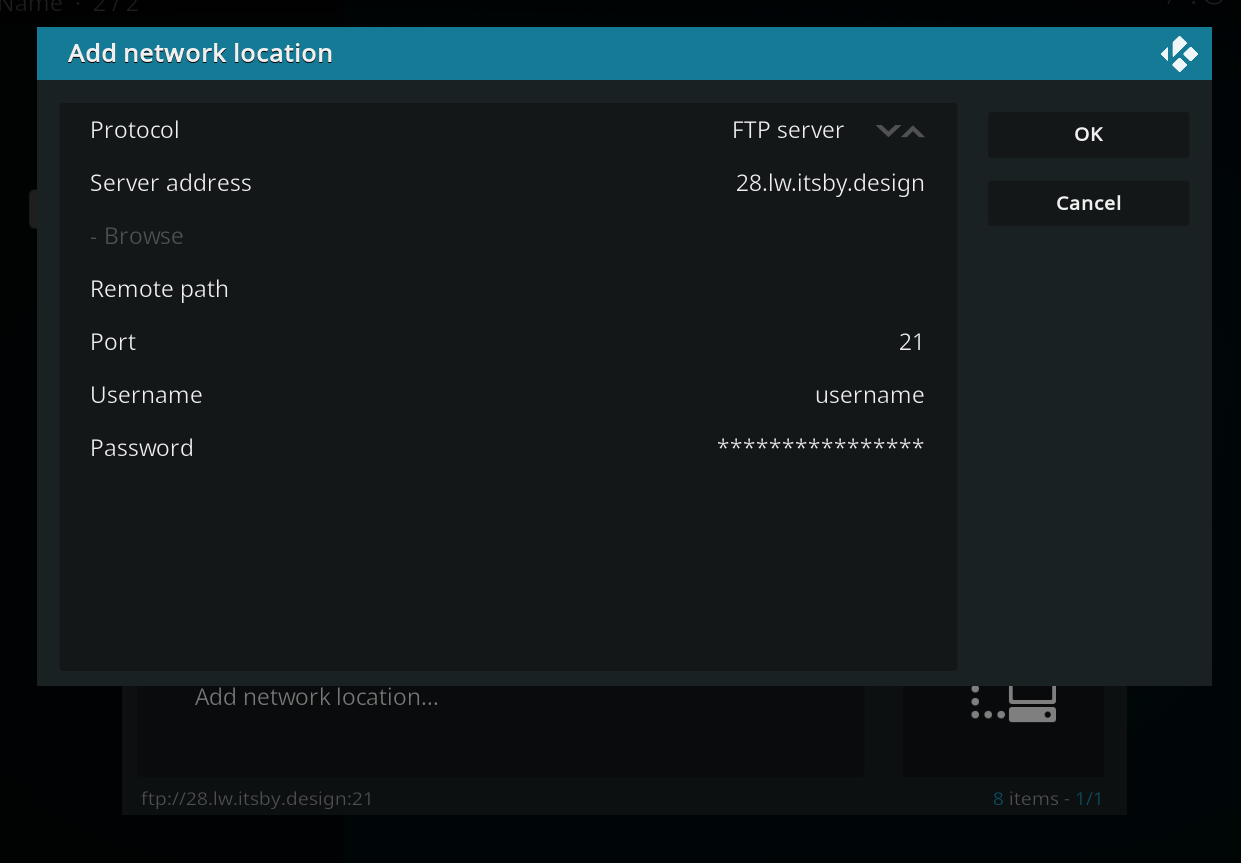 Name · 2 / 2
Add network location
Protocol FTP server
Server address 28.lw.itsby.design
- Browse
Remote path
Port 21
Username username
Password ****************
OK
Cancel
Add network location...
ftp://28.lw.itsby.design:21 8 items - 1/1